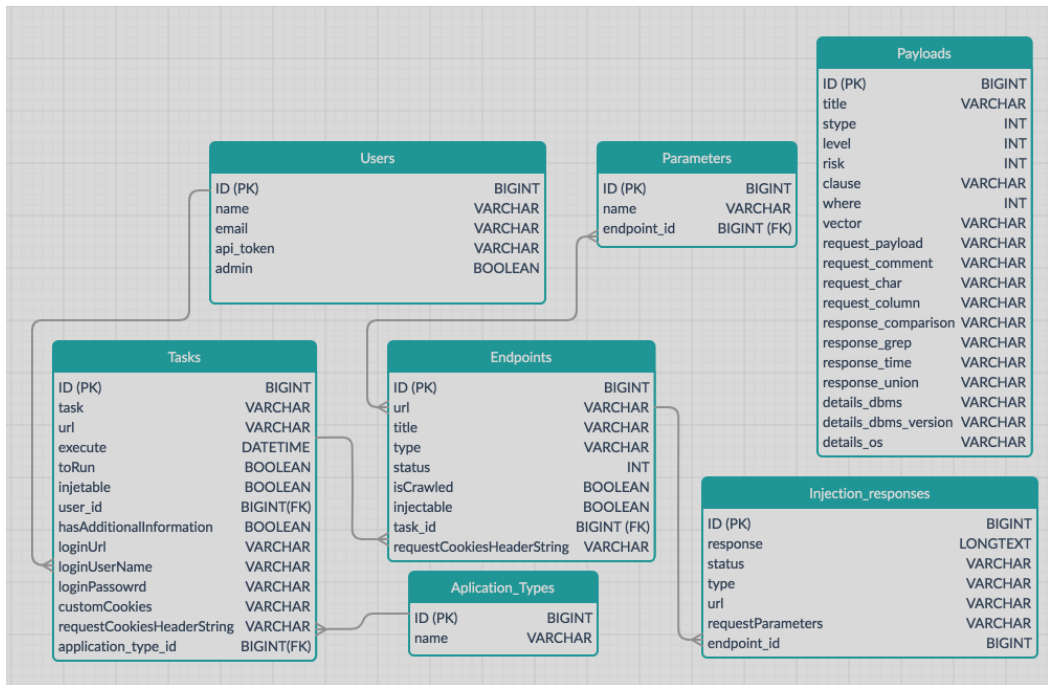 Payloads
ID (PK) BIGINT
title VARCHAR
stype INT
level INT
risk INT
clause VARCHAR
where INT
vector VARCHAR
request_payload VARCHAR
request_comment VARCHAR
request_char VARCHAR
request_column VARCHAR
response_comparison VARCHAR
response_grep VARCHAR
response_time VARCHAR
response_union VARCHAR
details_dbms VARCHAR
details_dbms_version VARCHAR
details_os VARCHAR
Users
ID (PK) BIGINT
name VARCHAR
email VARCHAR
api_token VARCHAR
admin BOOLEAN
Parameters
ID (PK) BIGINT
name VARCHAR
endpoint_id BIGINT (FK)
Tasks
ID (PK) BIGINT
task VARCHAR
url VARCHAR
execute DATETIME
toRun BOOLEAN
injetable BOOLEAN
user_id BIGINT(FK)
hasAdditionalInformation BOOLEAN
loginUrl VARCHAR
loginUserName VARCHAR
loginPassowrd VARCHAR
customCookies VARCHAR
requestCookiesHeaderString VARCHAR
application_type_id BIGINT(FK)
Endpoints
ID (PK) BIGINT
url VARCHAR
title VARCHAR
type VARCHAR
status INT
isCrawled BOOLEAN
injectable BOOLEAN
task_id BIGINT (FK)
requestCookiesHeaderString VARCHAR
Aplication_Types
ID (PK) BIGINT
name VARCHAR
Injection_responses
ID (PK) BIGINT
response LONGTEXT
status VARCHAR
type VARCHAR
url VARCHAR
requestParameters VARCHAR
endpoint_id BIGINT